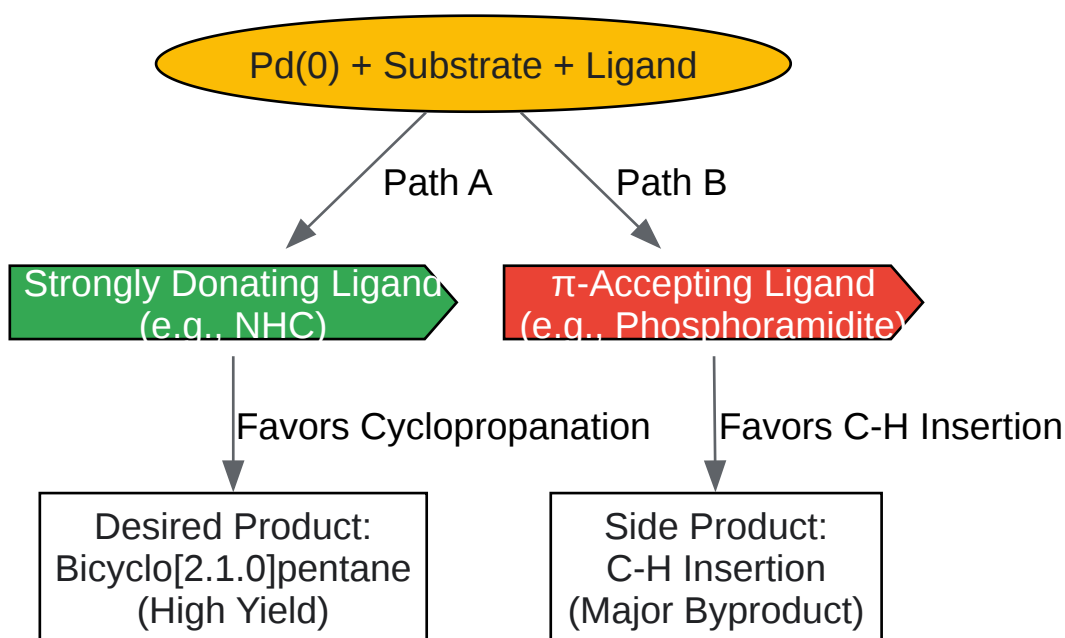 Pd(0) + Substrate + Ligand
Path A
Path B
Strongly Donating Ligand
(e.g., NHC)
π-Accepting Ligand
(e.g., Phosphoramidite)
Favors Cyclopropanation
Favors C-H Insertion
Desired Product:
Bicyclo[2.1.0]pentane
(High Yield)
Side Product:
C-H Insertion
(Major Byproduct)